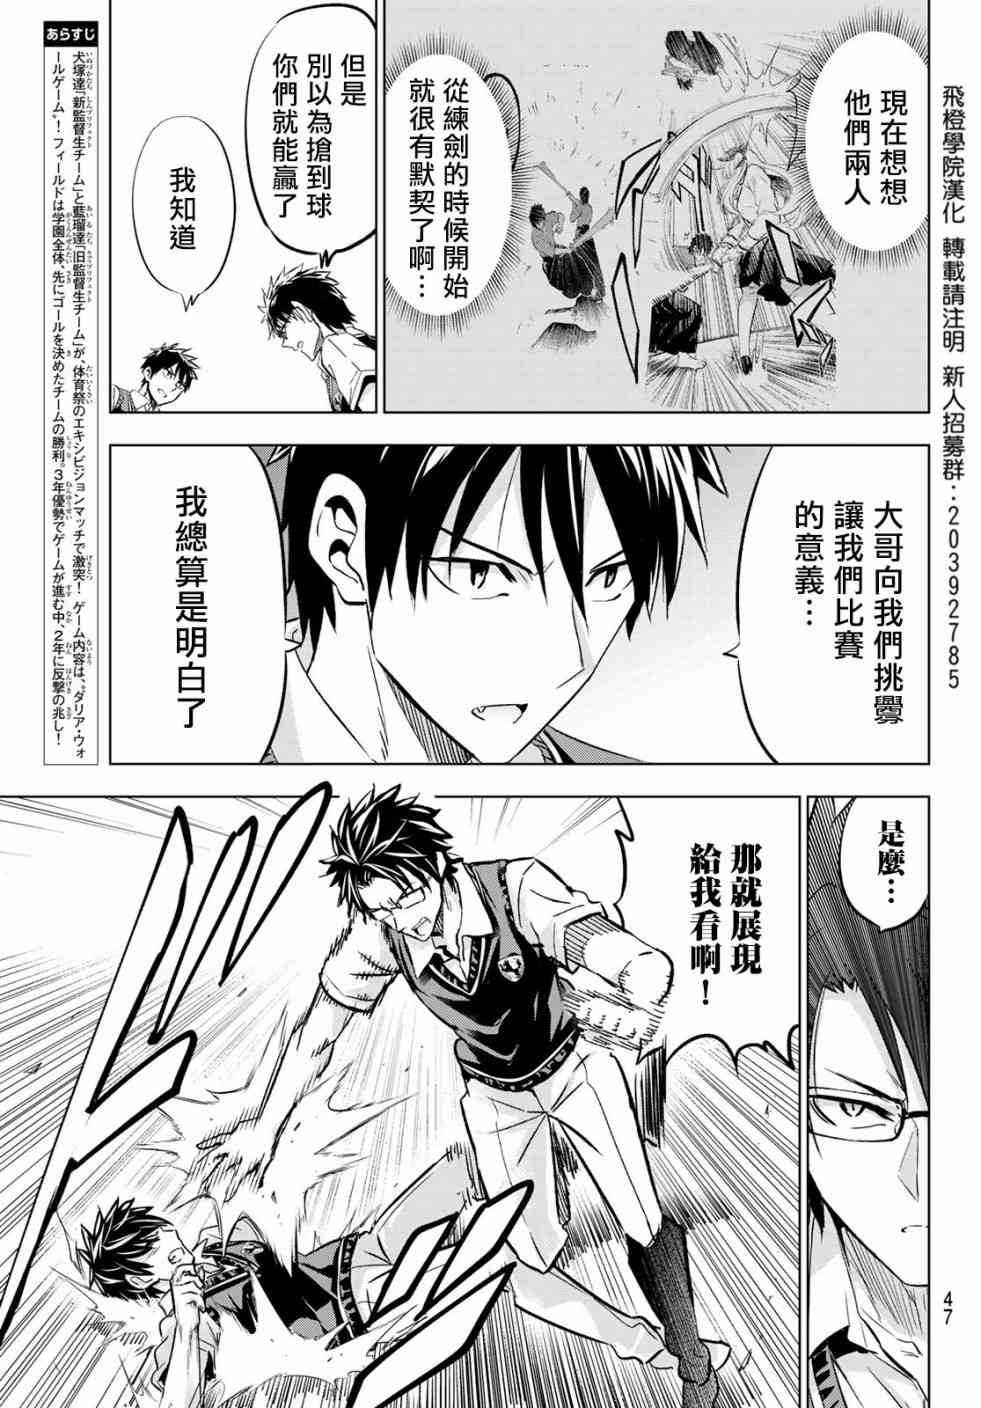 現在想想
他們兩人
從練劍的時候開始
就很有默契了啊…
但是
別以為搶到球
你們就能贏了
我知道
大哥向我們挑釁
讓我們比賽
的意義…
我總算是明白了
是麼…
那就展現
給我看啊！
あらすじ
犬塚達「新監督生チーム」と藍瑠達「旧監督生チーム」が、体育祭のエキシビジョンマッチで激突！ ゲーム内容は、“ダリア・ウォ
ールゲーム”！ フィールドは学園全体、先にゴールを決めたチームの勝利。３年優勢でゲームが進む中、２年に反撃の兆し！
飛橙學院漢化 轉載請注明 新人招募群：203927785
47